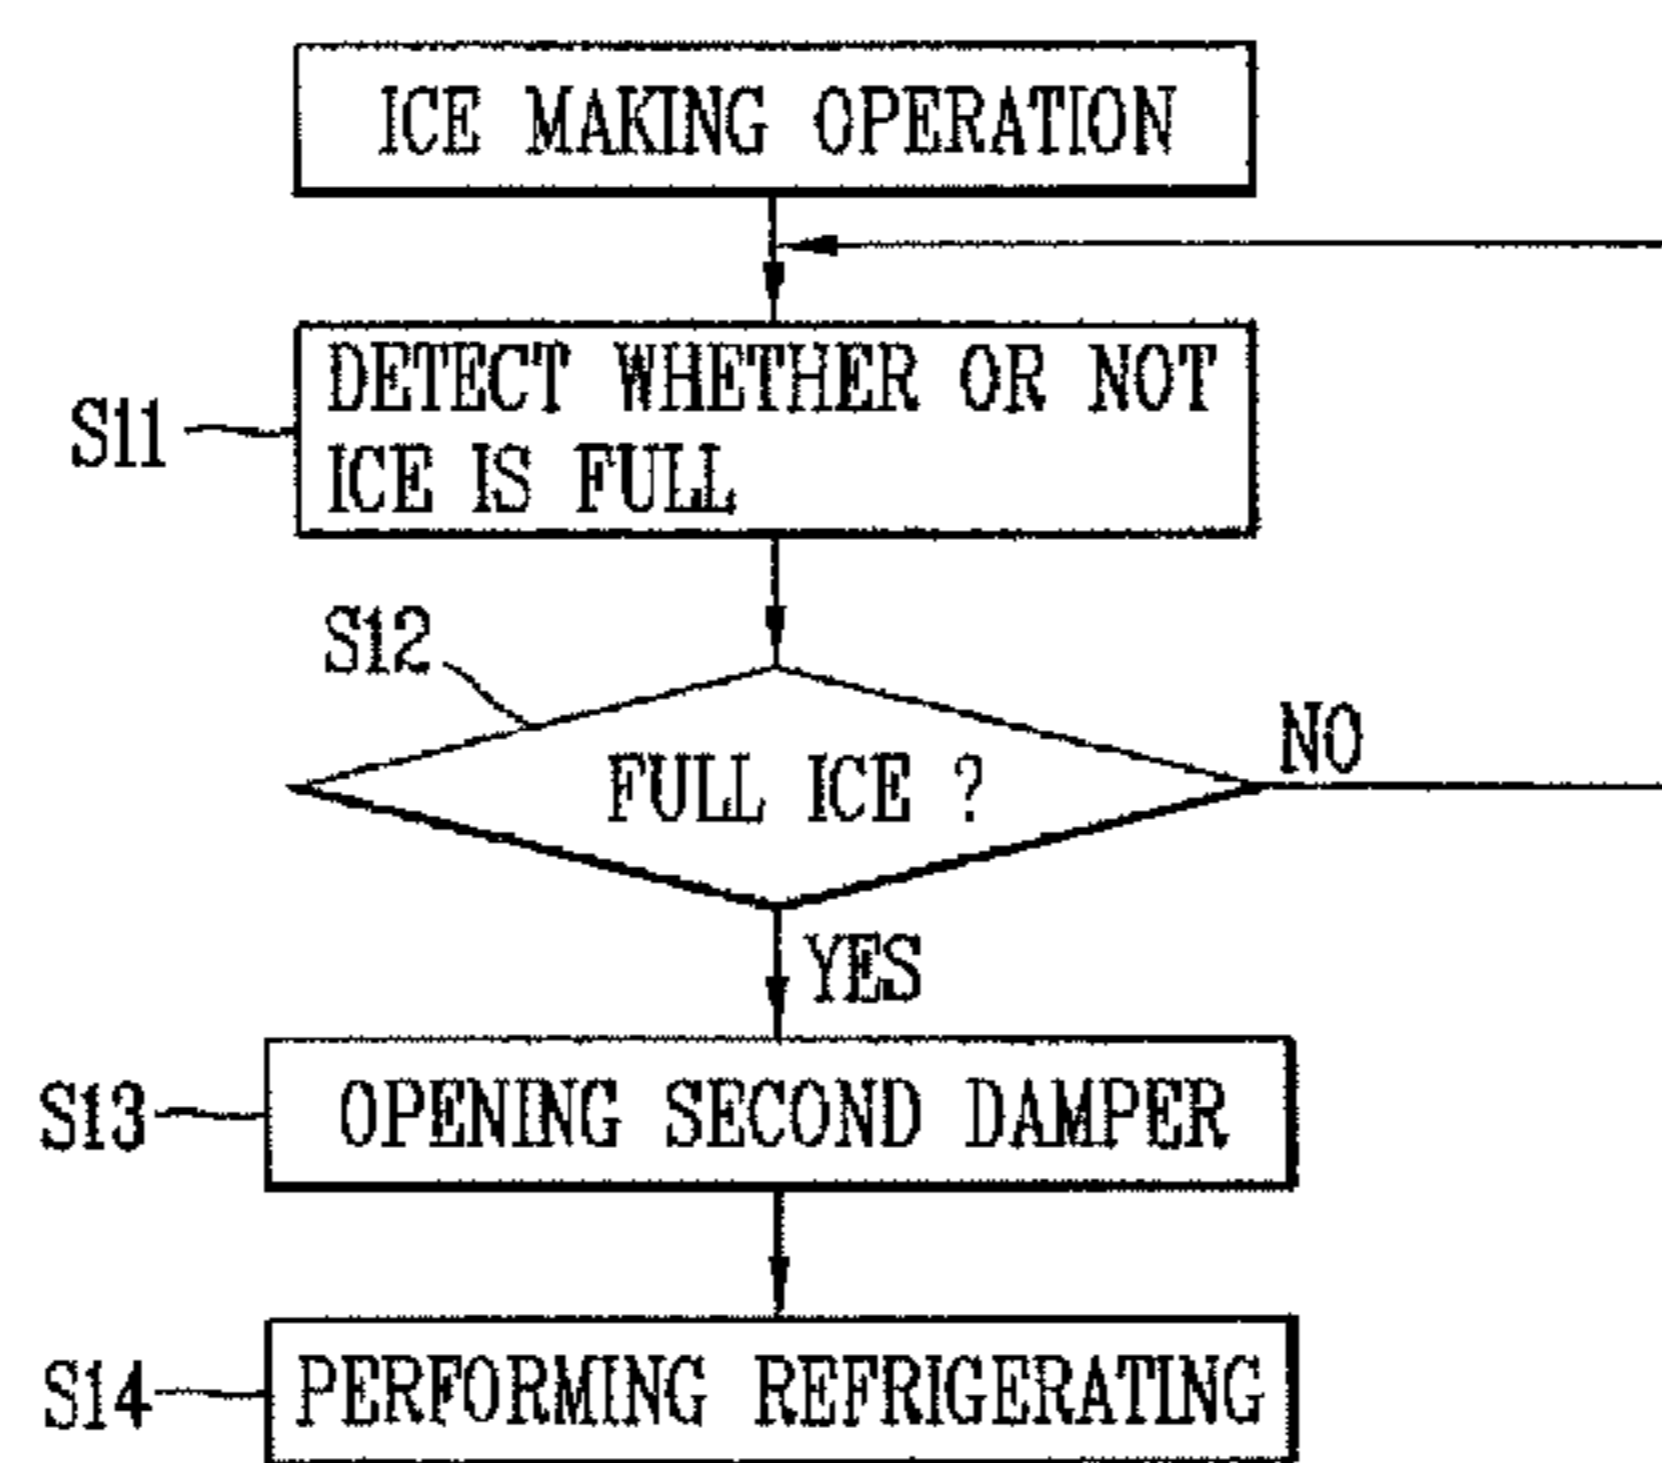 ICE MAKING OPERATION
DETECT WHETHER OR NOT
ICE IS FULL
S11
S12
FULL ICE ?
NO
YES
S13
OPENING SECOND DAMPER
S14
PERFORMING REFRIGERATING